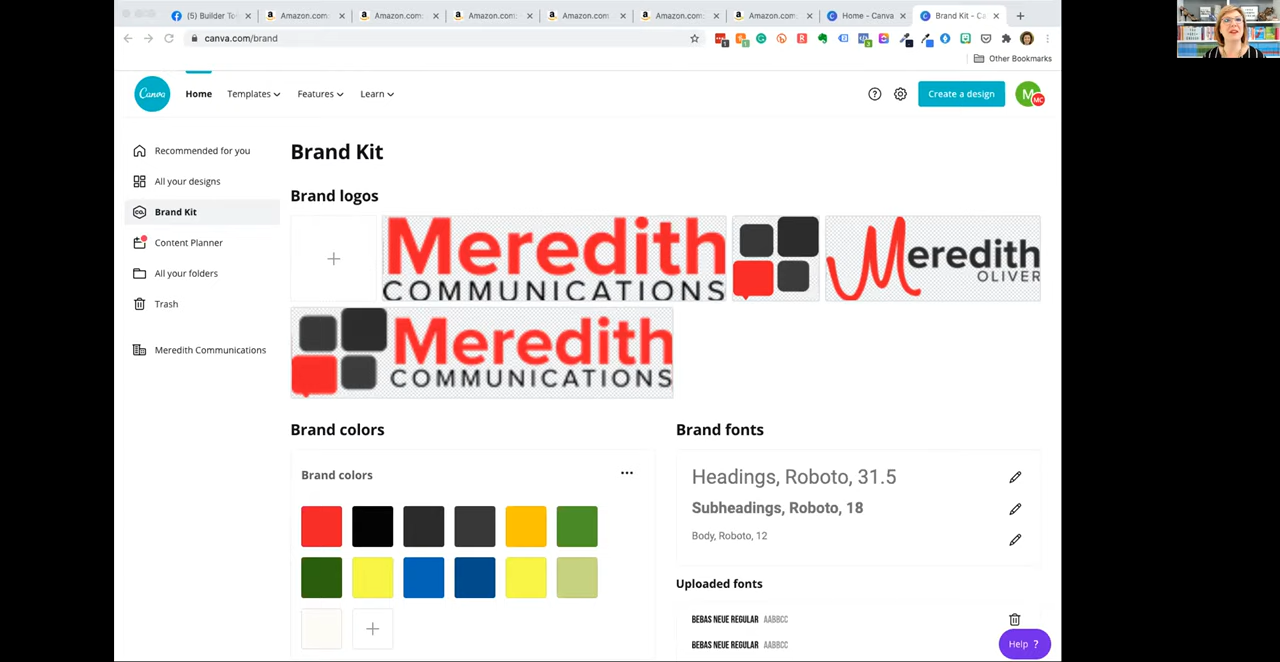 (5) Builder To
Amazon.com:
Amazon.com
Amazon.com
Amazon.com
Amazon.com
Amazon.com
Home - Canva
Brand Kit - Ca
canva.com/brand
Other Bookmarks
Canva
Home
Templates
Features
Learn
Create a design
M
MC
Recommended for you
All your designs
Brand Kit
Content Planner
All your folders
Trash
Meredith Communications
Brand Kit
Brand logos
Meredith
COMMUNICATIONS
Meredith
OLIVER
Meredith
COMMUNICATIONS
Brand colors
Brand colors
Brand fonts
Headings, Roboto, 31.5
Subheadings, Roboto, 18
Body, Roboto, 12
Uploaded fonts
BEBAS NEUE REGULAR AABBCC
BEBAS NEUE REGULAR AABBCC
Help ?